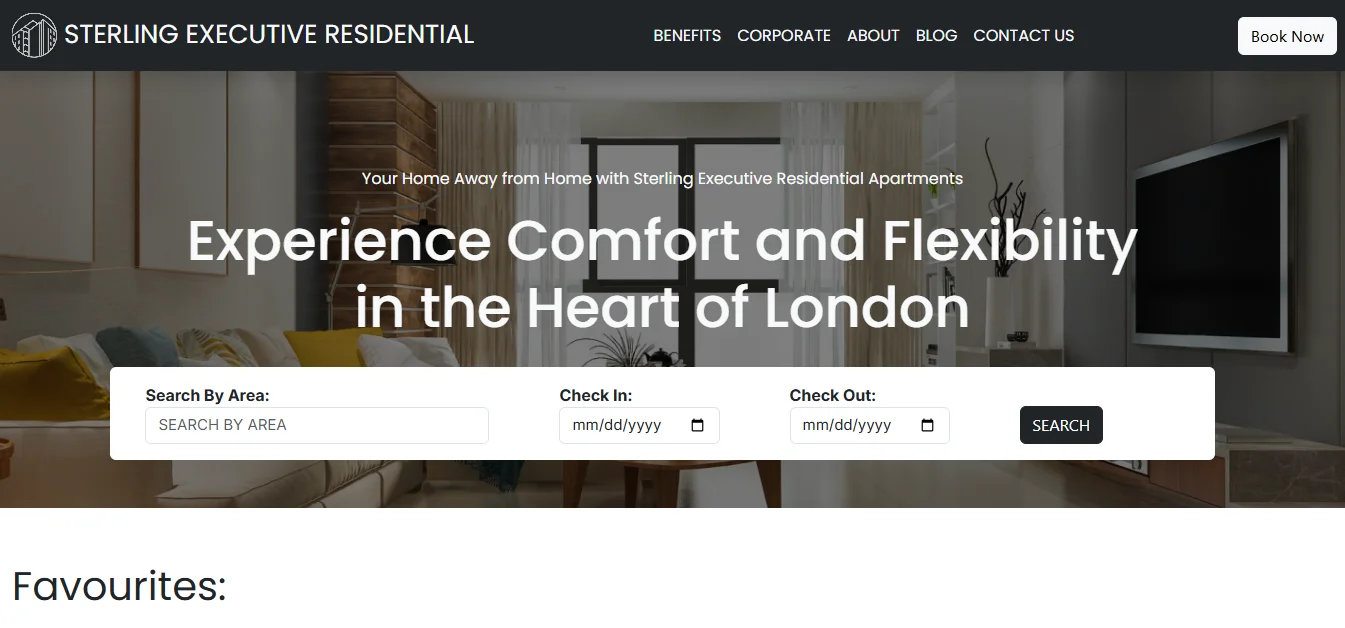 STERLING EXECUTIVE RESIDENTIAL
BENEFITS CORPORATE ABOUT BLOG CONTACT US
Book Now
Your Home Away from Home with Sterling Executive Residential Apartments
Experience Comfort and Flexibility
in the Heart of London
Search By Area:
SEARCH BY AREA
Check In:
mm/dd/yyyy
Check Out:
mm/dd/yyyy
SEARCH
Favourites: